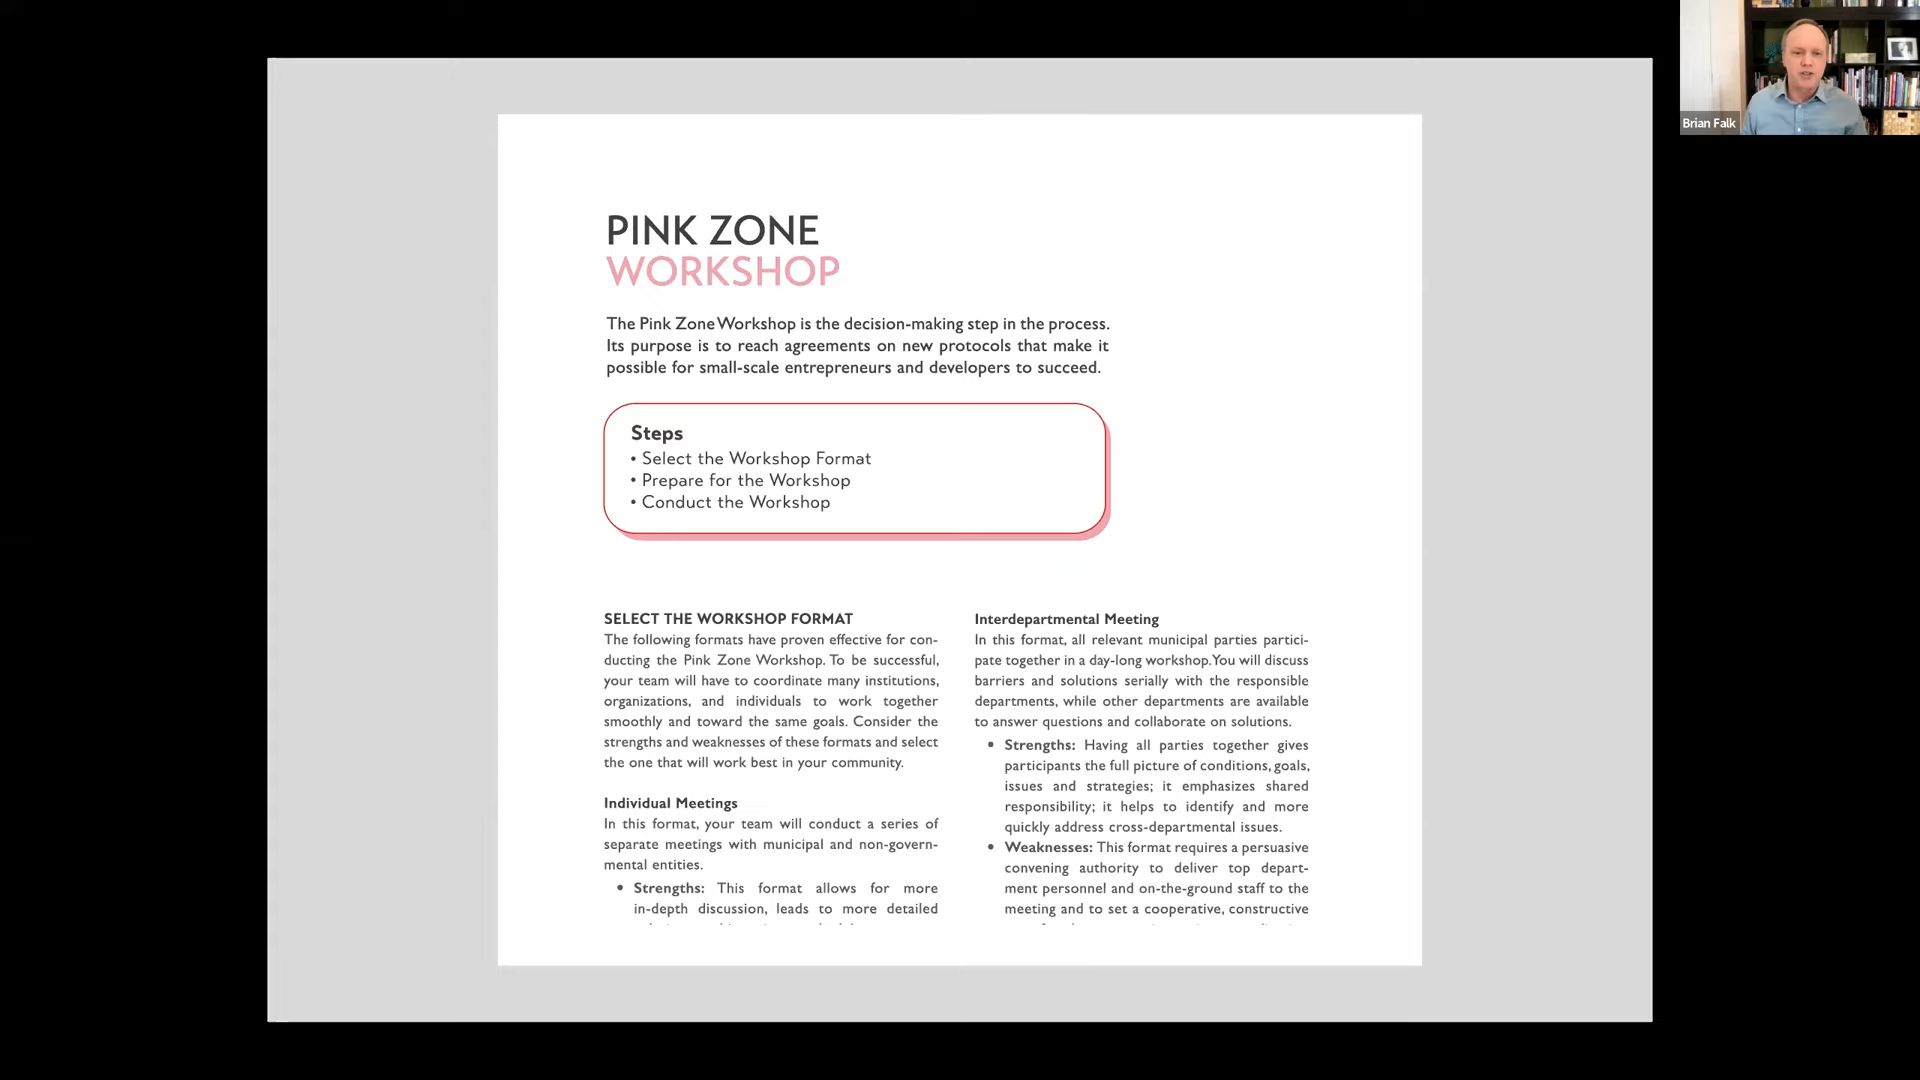 PINK ZONE
WORKSHOP
The Pink Zone Workshop is the decision-making step in the process.
Its purpose is to reach agreements on new protocols that make it
possible for small-scale entrepreneurs and developers to succeed.
Steps
• Select the Workshop Format
• Prepare for the Workshop
• Conduct the Workshop
SELECT THE WORKSHOP FORMAT
The following formats have proven effective for con-
ducting the Pink Zone Workshop. To be successful,
your team will have to coordinate many institutions,
organizations, and individuals to work together
smoothly and toward the same goals. Consider the
strengths and weaknesses of these formats and select
the one that will work best in your community.
Individual Meetings
In this format, your team will conduct a series of
separate meetings with municipal and non-govern-
mental entities.
• Strengths: This format allows for more
in-depth discussion, leads to more detailed
Interdepartmental Meeting
In this format, all relevant municipal parties partici-
pate together in a day-long workshop. You will discuss
barriers and solutions serially with the responsible
departments, while other departments are available
to answer questions and collaborate on solutions.
• Strengths: Having all parties together gives
participants the full picture of conditions, goals,
issues and strategies; it emphasizes shared
responsibility; it helps to identify and more
quickly address cross-departmental issues.
• Weaknesses: This format requires a persuasive
convening authority to deliver top depart-
ment personnel and on-the-ground staff to the
meeting and to set a cooperative, constructive
Brian Falk